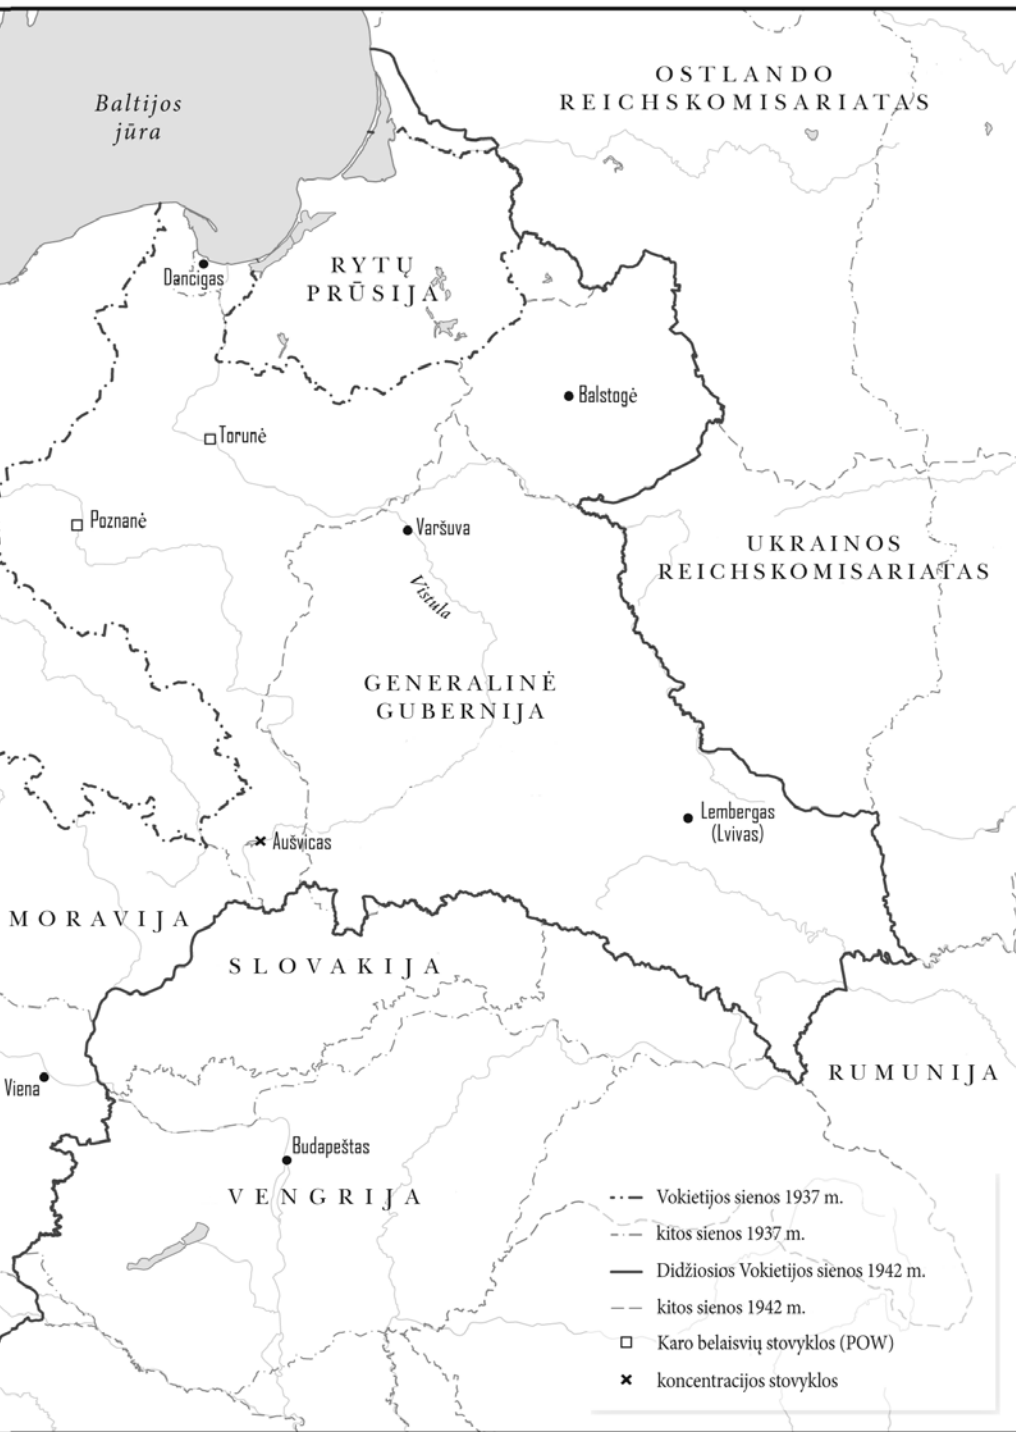 OSTLANDO
REICHSKOMISARIATAS
Baltijos
jūra
RYTŲ
PRŪSIJA
Dancigas
Balstogė
Torunė
Poznanė
Varšuva
Vistula
UKRAINOS
REICHSKOMISARIATAS
GENERALINĖ
GUBERNIJA
Lembergas
(Lvivas)
Aušvicas
MORAVIJA
SLOVAKIJA
Viena
RUMUNIJA
Budapeštas
VENGRIJA
Vokietijos sienos 1937 m.
kitos sienos 1937 m.
Didžiosios Vokietijos sienos 1942 m.
kitos sienos 1942 m.
Karo belaisvių stovyklos (POW)
koncentracijos stovyklos